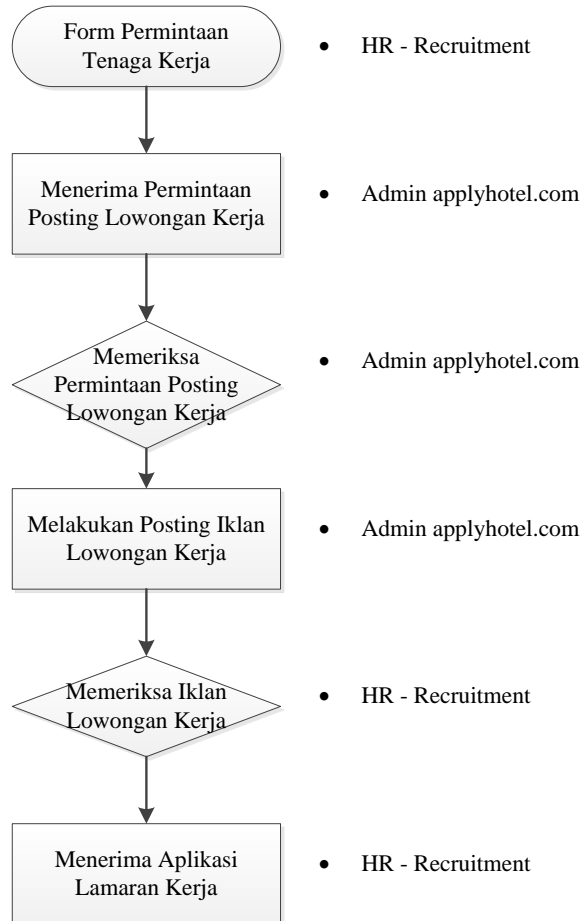 Form Permintaan
Tenaga Kerja
• HR - Recruitment
Menerima Permintaan
Posting Lowongan Kerja
• Admin applyhotel.com
Memeriksa
Permintaan Posting
Lowongan Kerja
• Admin applyhotel.com
Melakukan Posting Iklan
Lowongan Kerja
• Admin applyhotel.com
Memeriksa Iklan
Lowongan Kerja
• HR - Recruitment
Menerima Aplikasi
Lamaran Kerja
• HR - Recruitment